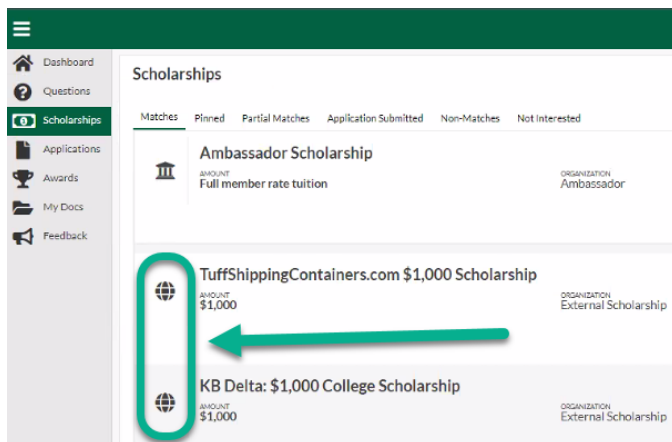 Dashboard
Questions
Scholarships
Applications
Awards
My Docs
Feedback
Scholarships
Matches Pinned Partial Matches Application Submitted Non-Matches Not Interested
Ambassador Scholarship
AMOUNT
Full member rate tuition
ORGANIZATION
Ambassador
TuffShippingContainers.com $1,000 Scholarship
AMOUNT
$1,000
ORGANIZATION
External Scholarship
KB Delta: $1,000 College Scholarship
AMOUNT
$1,000
ORGANIZATION
External Scholarship